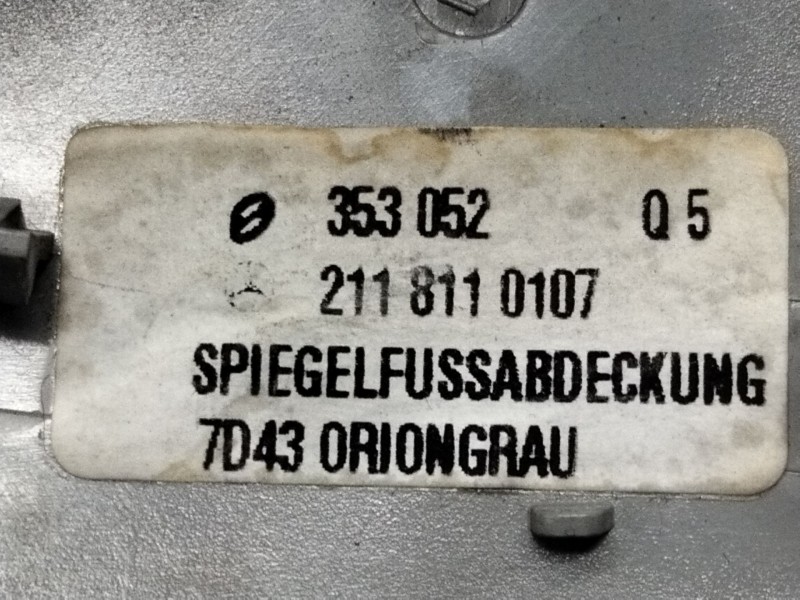 353 052 Q 5
211 811 0107
SPIEGELFUSSABDECKUNG
7D43 ORIONGRAU